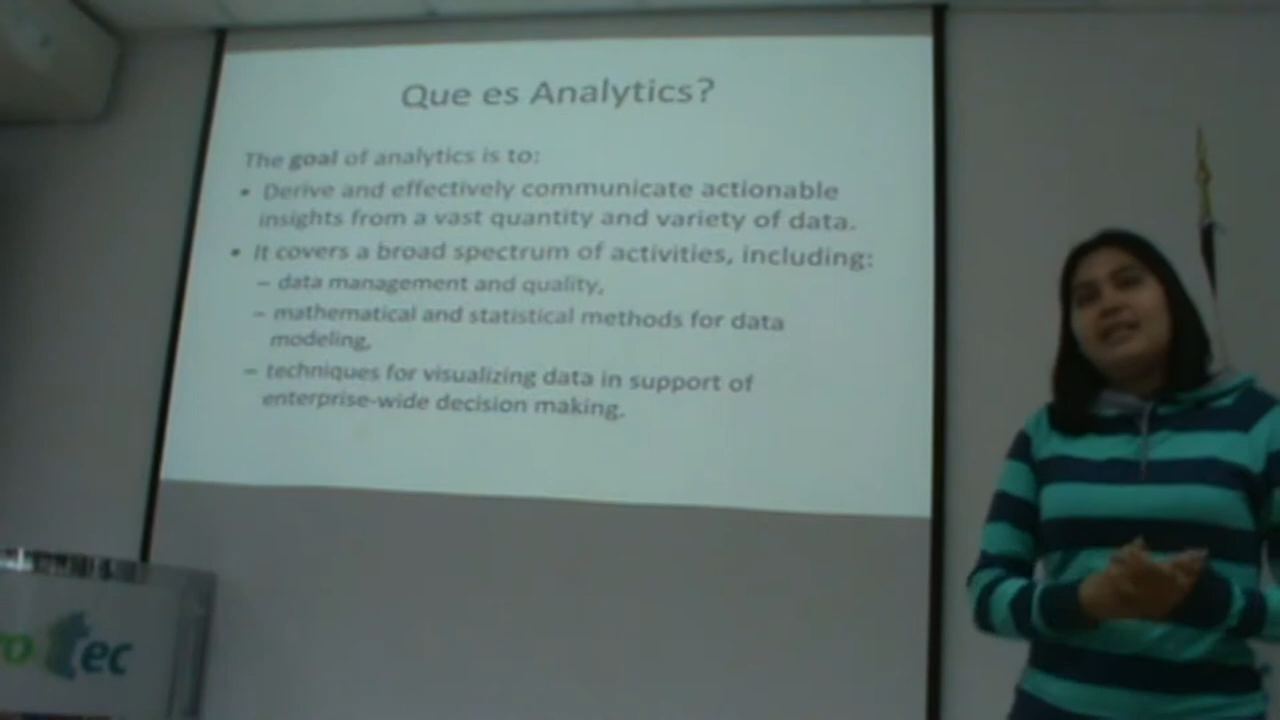 Que es Analytics?
The goal of analytics is to:
• Derive and effectively communicate actionable
insights from a vast quantity and variety of data.
• It covers a broad spectrum of activities, including:
– data management and quality,
– mathematical and statistical methods for data
modeling,
– techniques for visualizing data in support of
enterprise-wide decision making.
ro tec